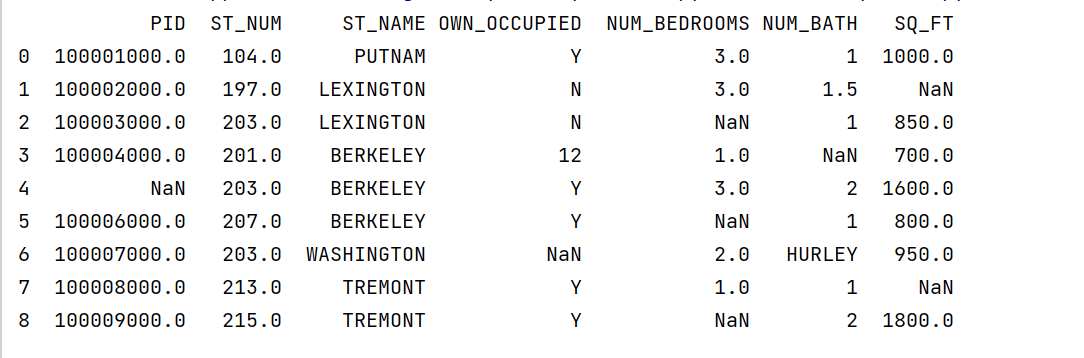 PID ST_NUM ST_NAME OWN_OCCUPIED NUM_BEDROOMS NUM_BATH SQ_FT
0 100001000.0 104.0 PUTNAM Y 3.0 1 1000.0
1 100002000.0 197.0 LEXINGTON N 3.0 1.5 NaN
2 100003000.0 203.0 LEXINGTON N NaN 1 850.0
3 100004000.0 201.0 BERKELEY 12 1.0 NaN 700.0
4 NaN 203.0 BERKELEY Y 3.0 2 1600.0
5 100006000.0 207.0 BERKELEY Y NaN 1 800.0
6 100007000.0 203.0 WASHINGTON NaN 2.0 HURLEY 950.0
7 100008000.0 213.0 TREMONT Y 1.0 1 NaN
8 100009000.0 215.0 TREMONT Y NaN 2 1800.0